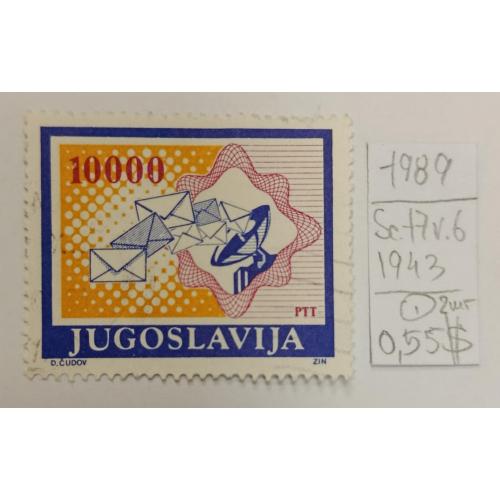 10000
PTT
JUGOSLAVIJA
D.ČUDOV ZIN
1989
Sc.17v.6
1943
0,55$